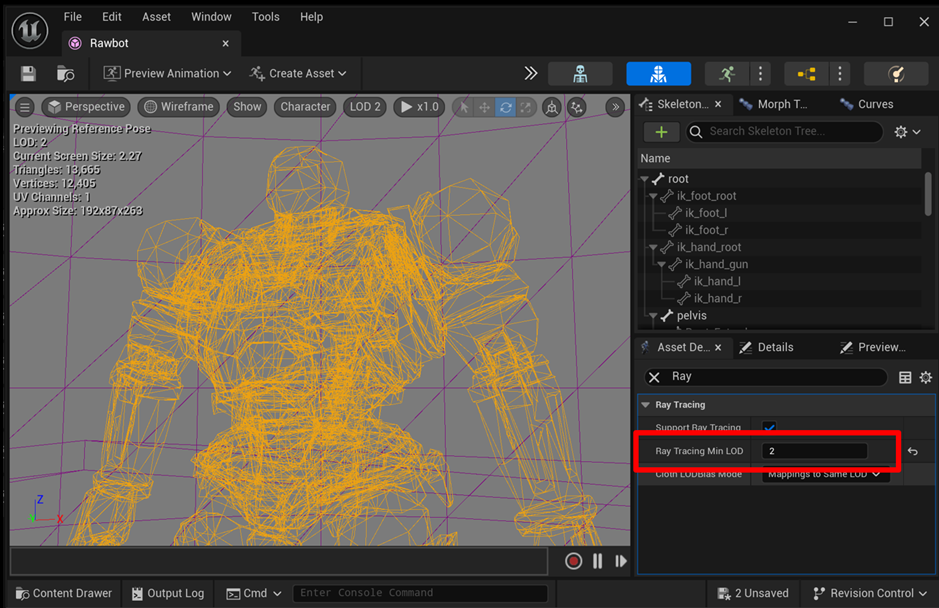 File Edit Asset Window Tools Help
Rawbot
Preview Animation Create Asset
Perspective Wireframe Show Character LOD 2 x1.0
Previewing Reference Pose
LOD: 2
Current Screen Size: 2.27
Triangles: 13,665
Vertices: 12,405
UV Channels: 1
Approx Size: 192x87x263
Z
Y X
Skeleton... Morph T... Curves
Search Skeleton Tree...
Name
root
ik_foot_root
ik_foot_l
ik_foot_r
ik_hand_root
ik_hand_gun
ik_hand_l
ik_hand_r
pelvis
Asset De... Details Preview...
Ray
Ray Tracing
Support Ray Tracing
Ray Tracing Min LOD 2
Cloth LODBias Mode Mappings to Same LOD
Content Drawer Output Log Cmd Enter Console Command 2 Unsaved Revision Control